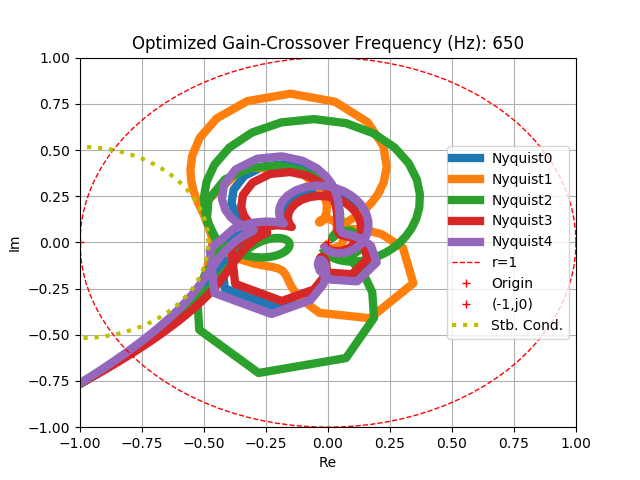 Optimized Gain-Crossover Frequency (Hz): 650
1.00
0.75
0.50
0.25
0.00
−0.25
−0.50
−0.75
−1.00
Im
Nyquist0
Nyquist1
Nyquist2
Nyquist3
Nyquist4
r=1
Origin
(-1,j0)
Stb. Cond.
−1.00 −0.75 −0.50 −0.25 0.00 0.25 0.50 0.75 1.00
Re